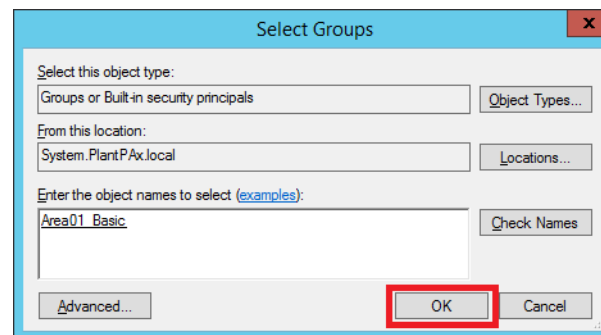 Select Groups
x
Select this object type:
Groups or Built-in security principals
Object Types...
From this location:
System.PlantPAx.local
Locations...
Enter the object names to select (examples):
Area01_Basic
Check Names
Advanced...
OK
Cancel